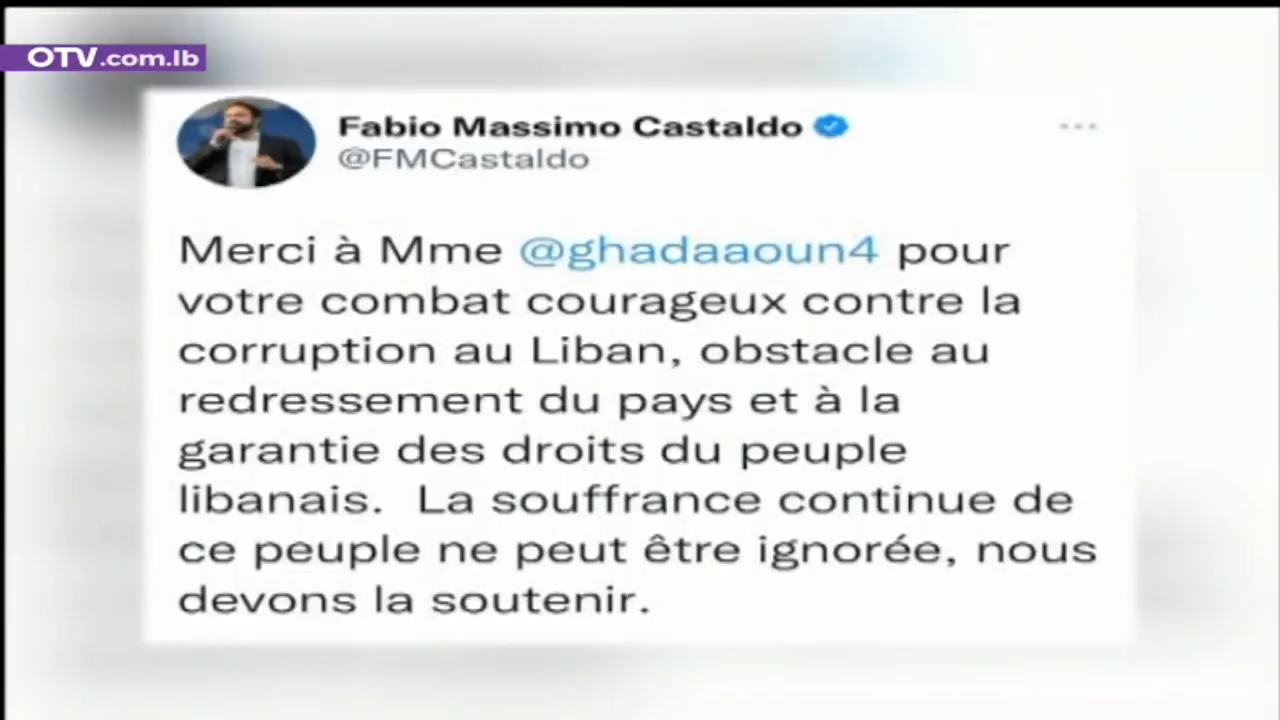 OTV.com.lb
Fabio Massimo Castaldo
@FMCastaldo
Merci à Mme @ghadaaoun4 pour
votre combat courageux contre la
corruption au Liban, obstacle au
redressement du pays et à la
garantie des droits du peuple
libanais.  La souffrance continue de
ce peuple ne peut être ignorée, nous
devons la soutenir.